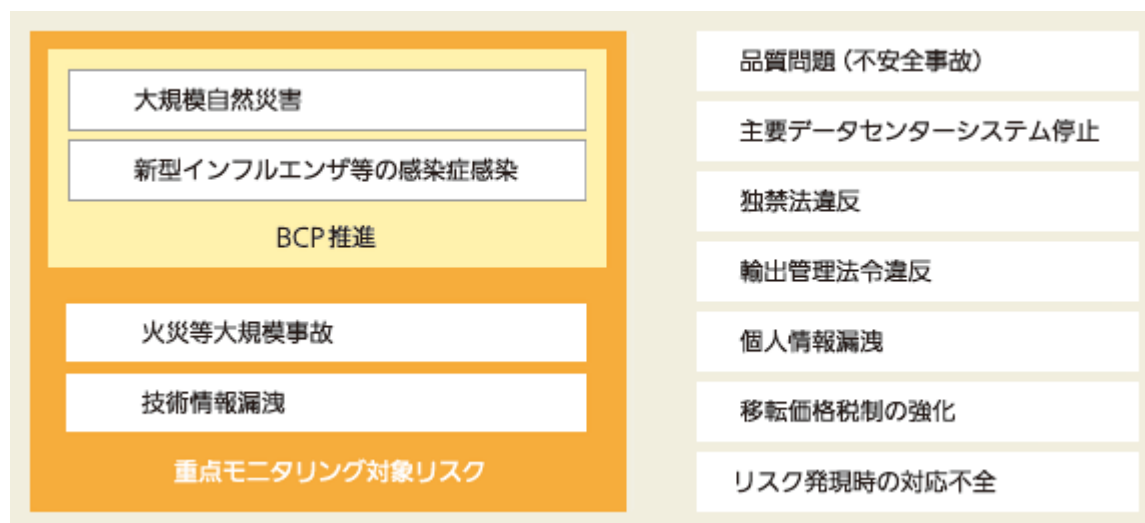 大規模自然災害
新型インフルエンザ等の感染症感染
BCP推進
火災等大規模事故
技術情報漏洩
重点モニタリング対象リスク
品質問題(不安全事故)
主要データセンターシステム停止
独禁法違反
輸出管理法令違反
個人情報漏洩
移転価格税制の強化
リスク発現時の対応不全